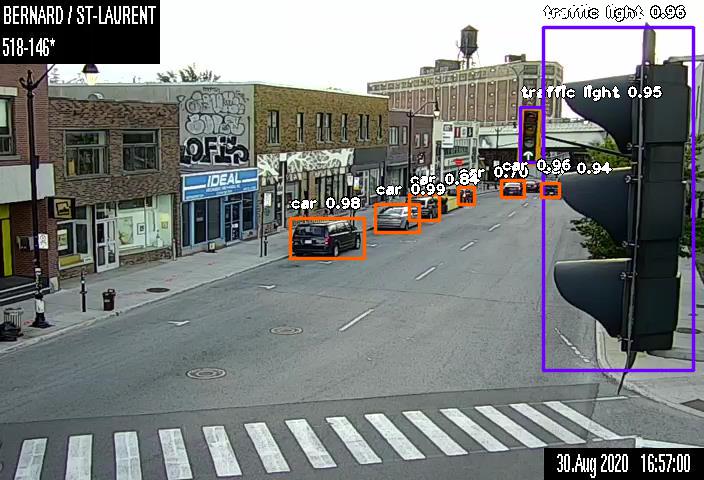 BERNARD / ST-LAURENT
518-146*
traffic light 0.96
traffic light 0.95
car 0.96
0.94
car 0.99
car 0.98
IDEAL
30.Aug 2020 16:57:00